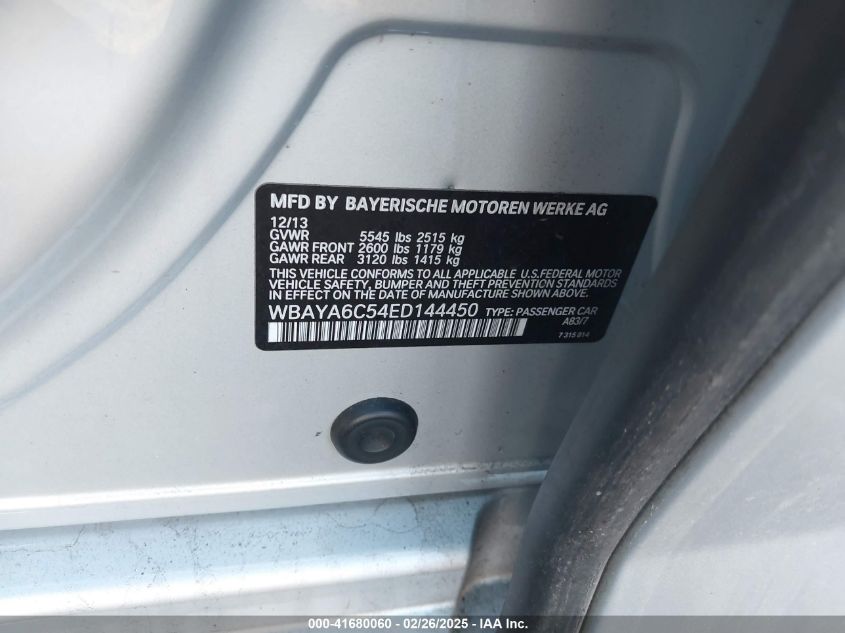 MFD BY BAYERISCHE MOTOREN WERKE AG
12/13
GVWR 5545 lbs 2515 kg
GAWR FRONT 2600 lbs 1179 kg
GAWR REAR 3120 lbs 1415 kg
THIS VEHICLE CONFORMS TO ALL APPLICABLE U.S.FEDERAL MOTOR
VEHICLE SAFETY, BUMPER AND THEFT PREVENTION STANDARDS
IN EFFECT ON THE DATE OF MANUFACTURE SHOWN ABOVE.
WBAYA6C54ED144450 TYPE: PASSENGER CAR
A83/7
7 315 814
000-41680060 - 02/26/2025 - IAA Inc.